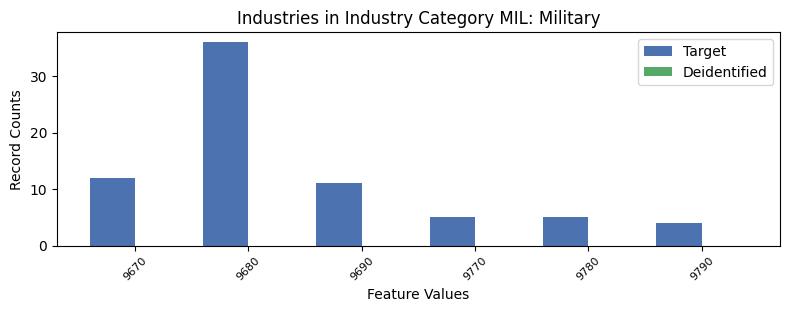 Industries in Industry Category MIL: Military
Target
Deidentified
Record Counts
30
20
10
0
9670 9680 9690 9770 9780 9790
Feature Values